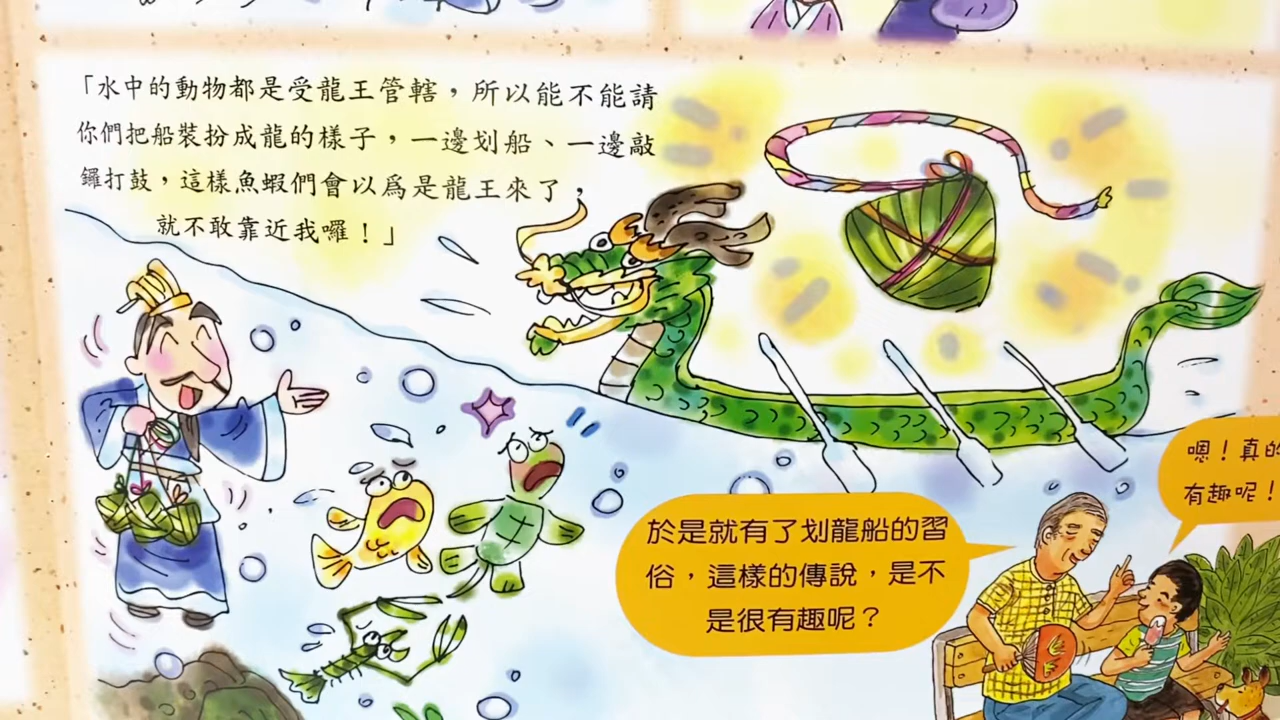 「水中的動物都是受龍王管轄，所以能不能請
你們把船裝扮成龍的樣子，一邊划船、一邊敲
鑼打鼓，這樣魚蝦們會以為是龍王來了，
就不敢靠近我囉！」
於是就有了划龍船的習
俗，這樣的傳說，是不
是很有趣呢？
嗯！真的
有趣呢！